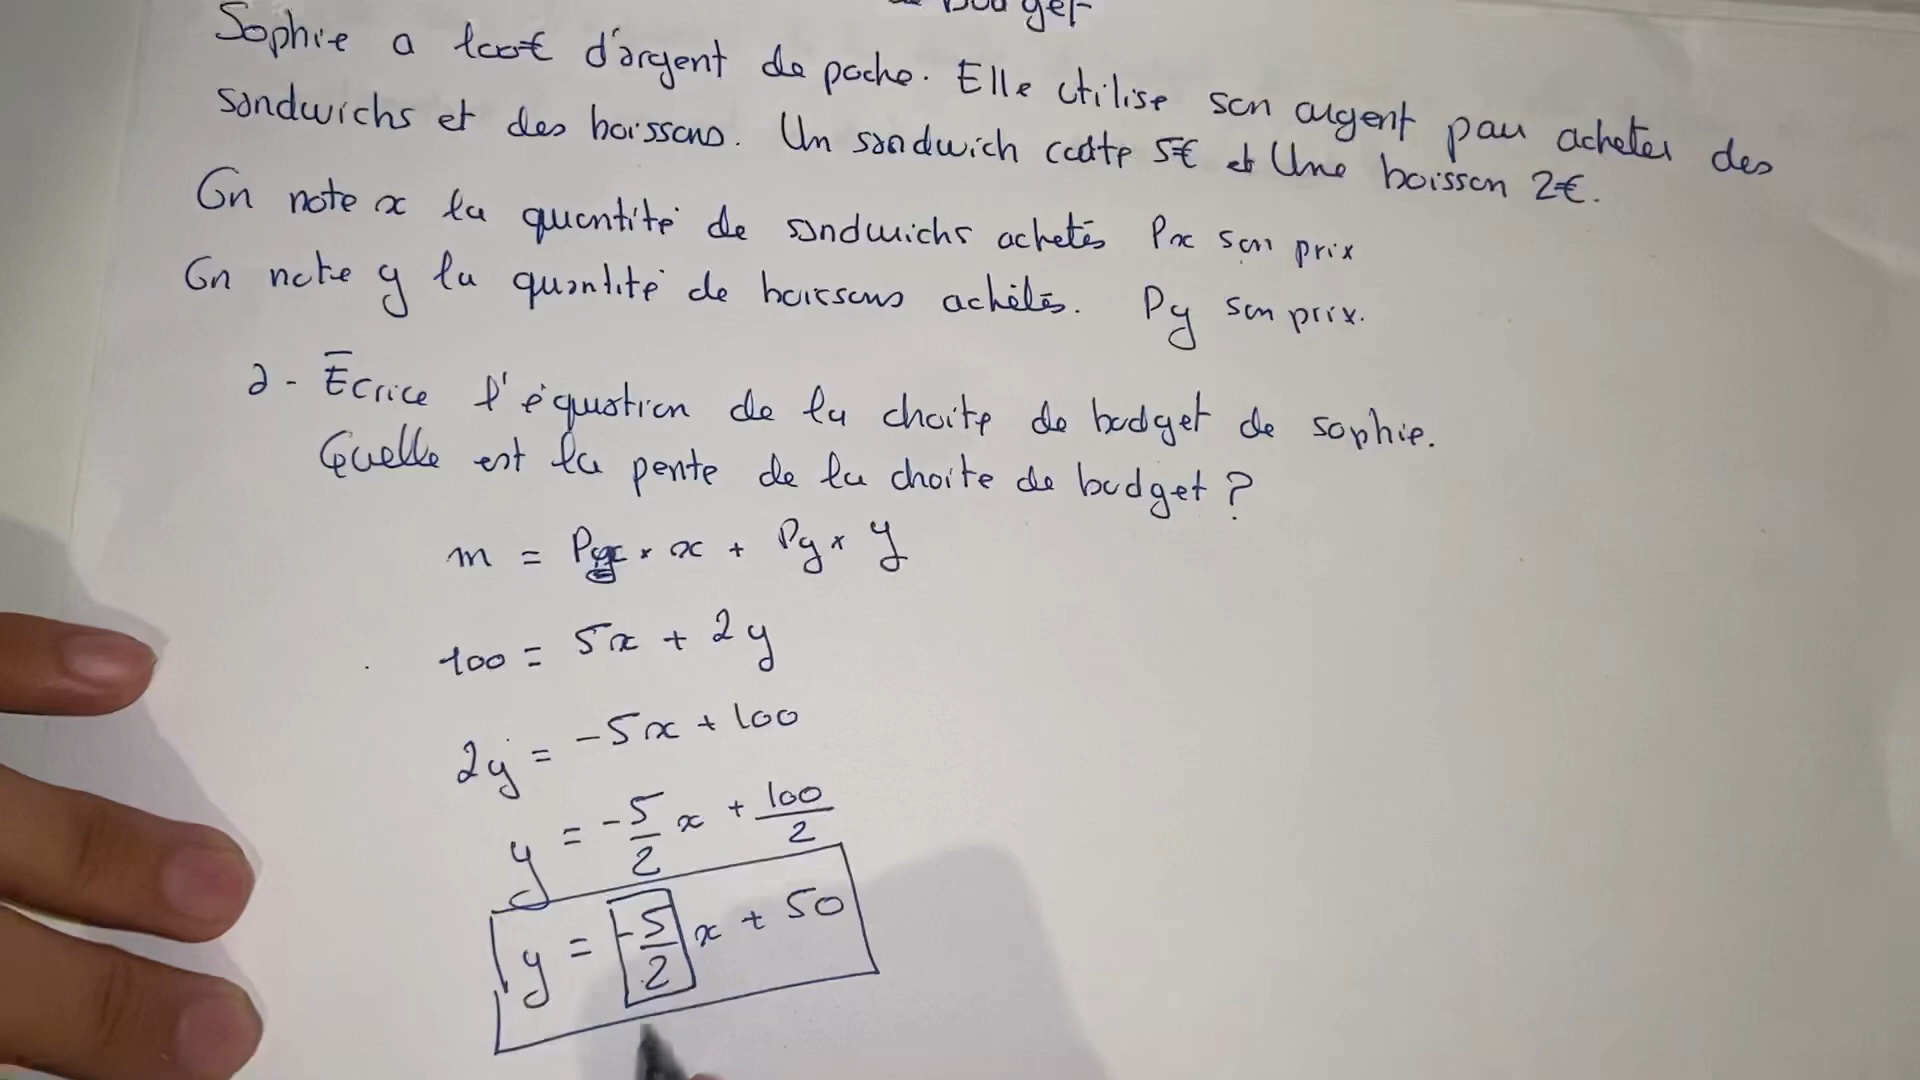 Budget
Sophie a 100€ d'argent de poche. Elle utilise son argent pour acheter des
sandwichs et des boissons. Un sandwich coûte 5€ et Une boisson 2€.
On note x la quantité de sandwichs achetés Px son prix
On note y la quantité de boissons achetés. Py son prix.
2- Ecrire l'équation de la droite de budget de sophie.
Quelle est la pente de la droite de budget ?
m = Px × x + Py × y
100 = 5x + 2y
2y = -5x + 100
y = -5/2 x + 100/2
y = -5/2 x + 50